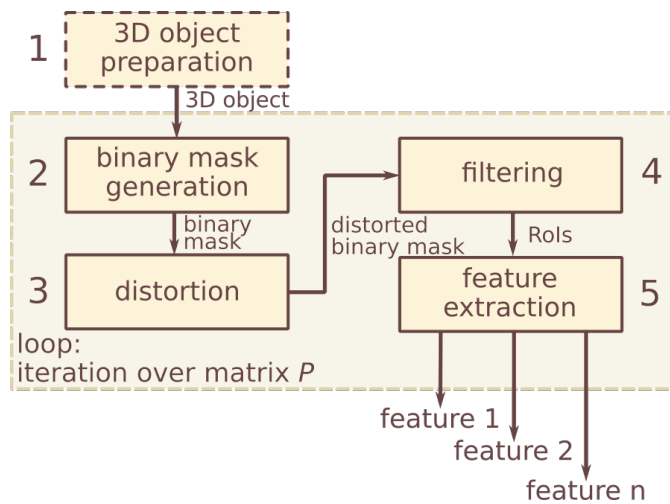 1
3D object
preparation
3D object
2
binary mask
generation
binary
mask
3
distortion
distorted
binary mask
filtering
4
RoIs
feature
extraction
5
loop:
iteration over matrix P
feature 1
feature 2
feature n